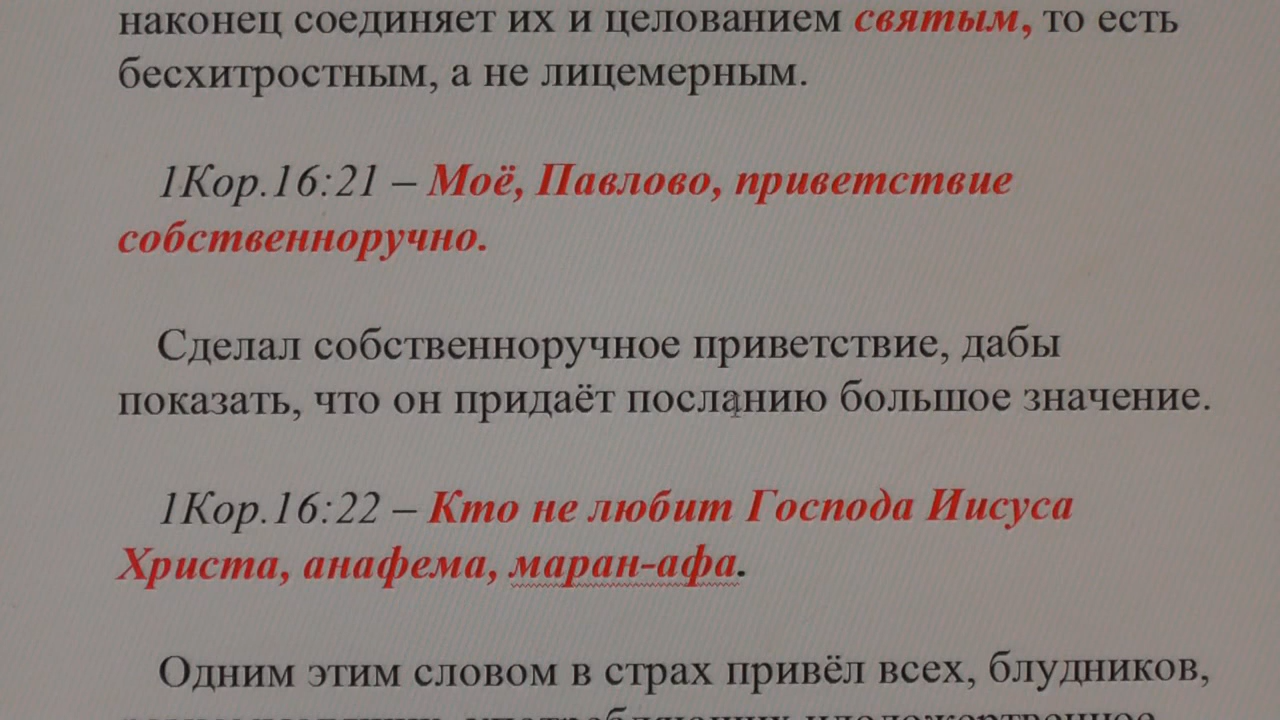 наконец соединяет их и целованием святым, то есть
бесхитростным, а не лицемерным.
1Кор.16:21 – Моё, Павлово, приветствие
собственноручно.
Сделал собственноручное приветствие, дабы
показать, что он придаёт посланию большое значение.
1Кор.16:22 – Кто не любит Господа Иисуса
Христа, анафема, маран-афа.
Одним этим словом в страх привёл всех, блудников,
употребляющих идоложертвенное